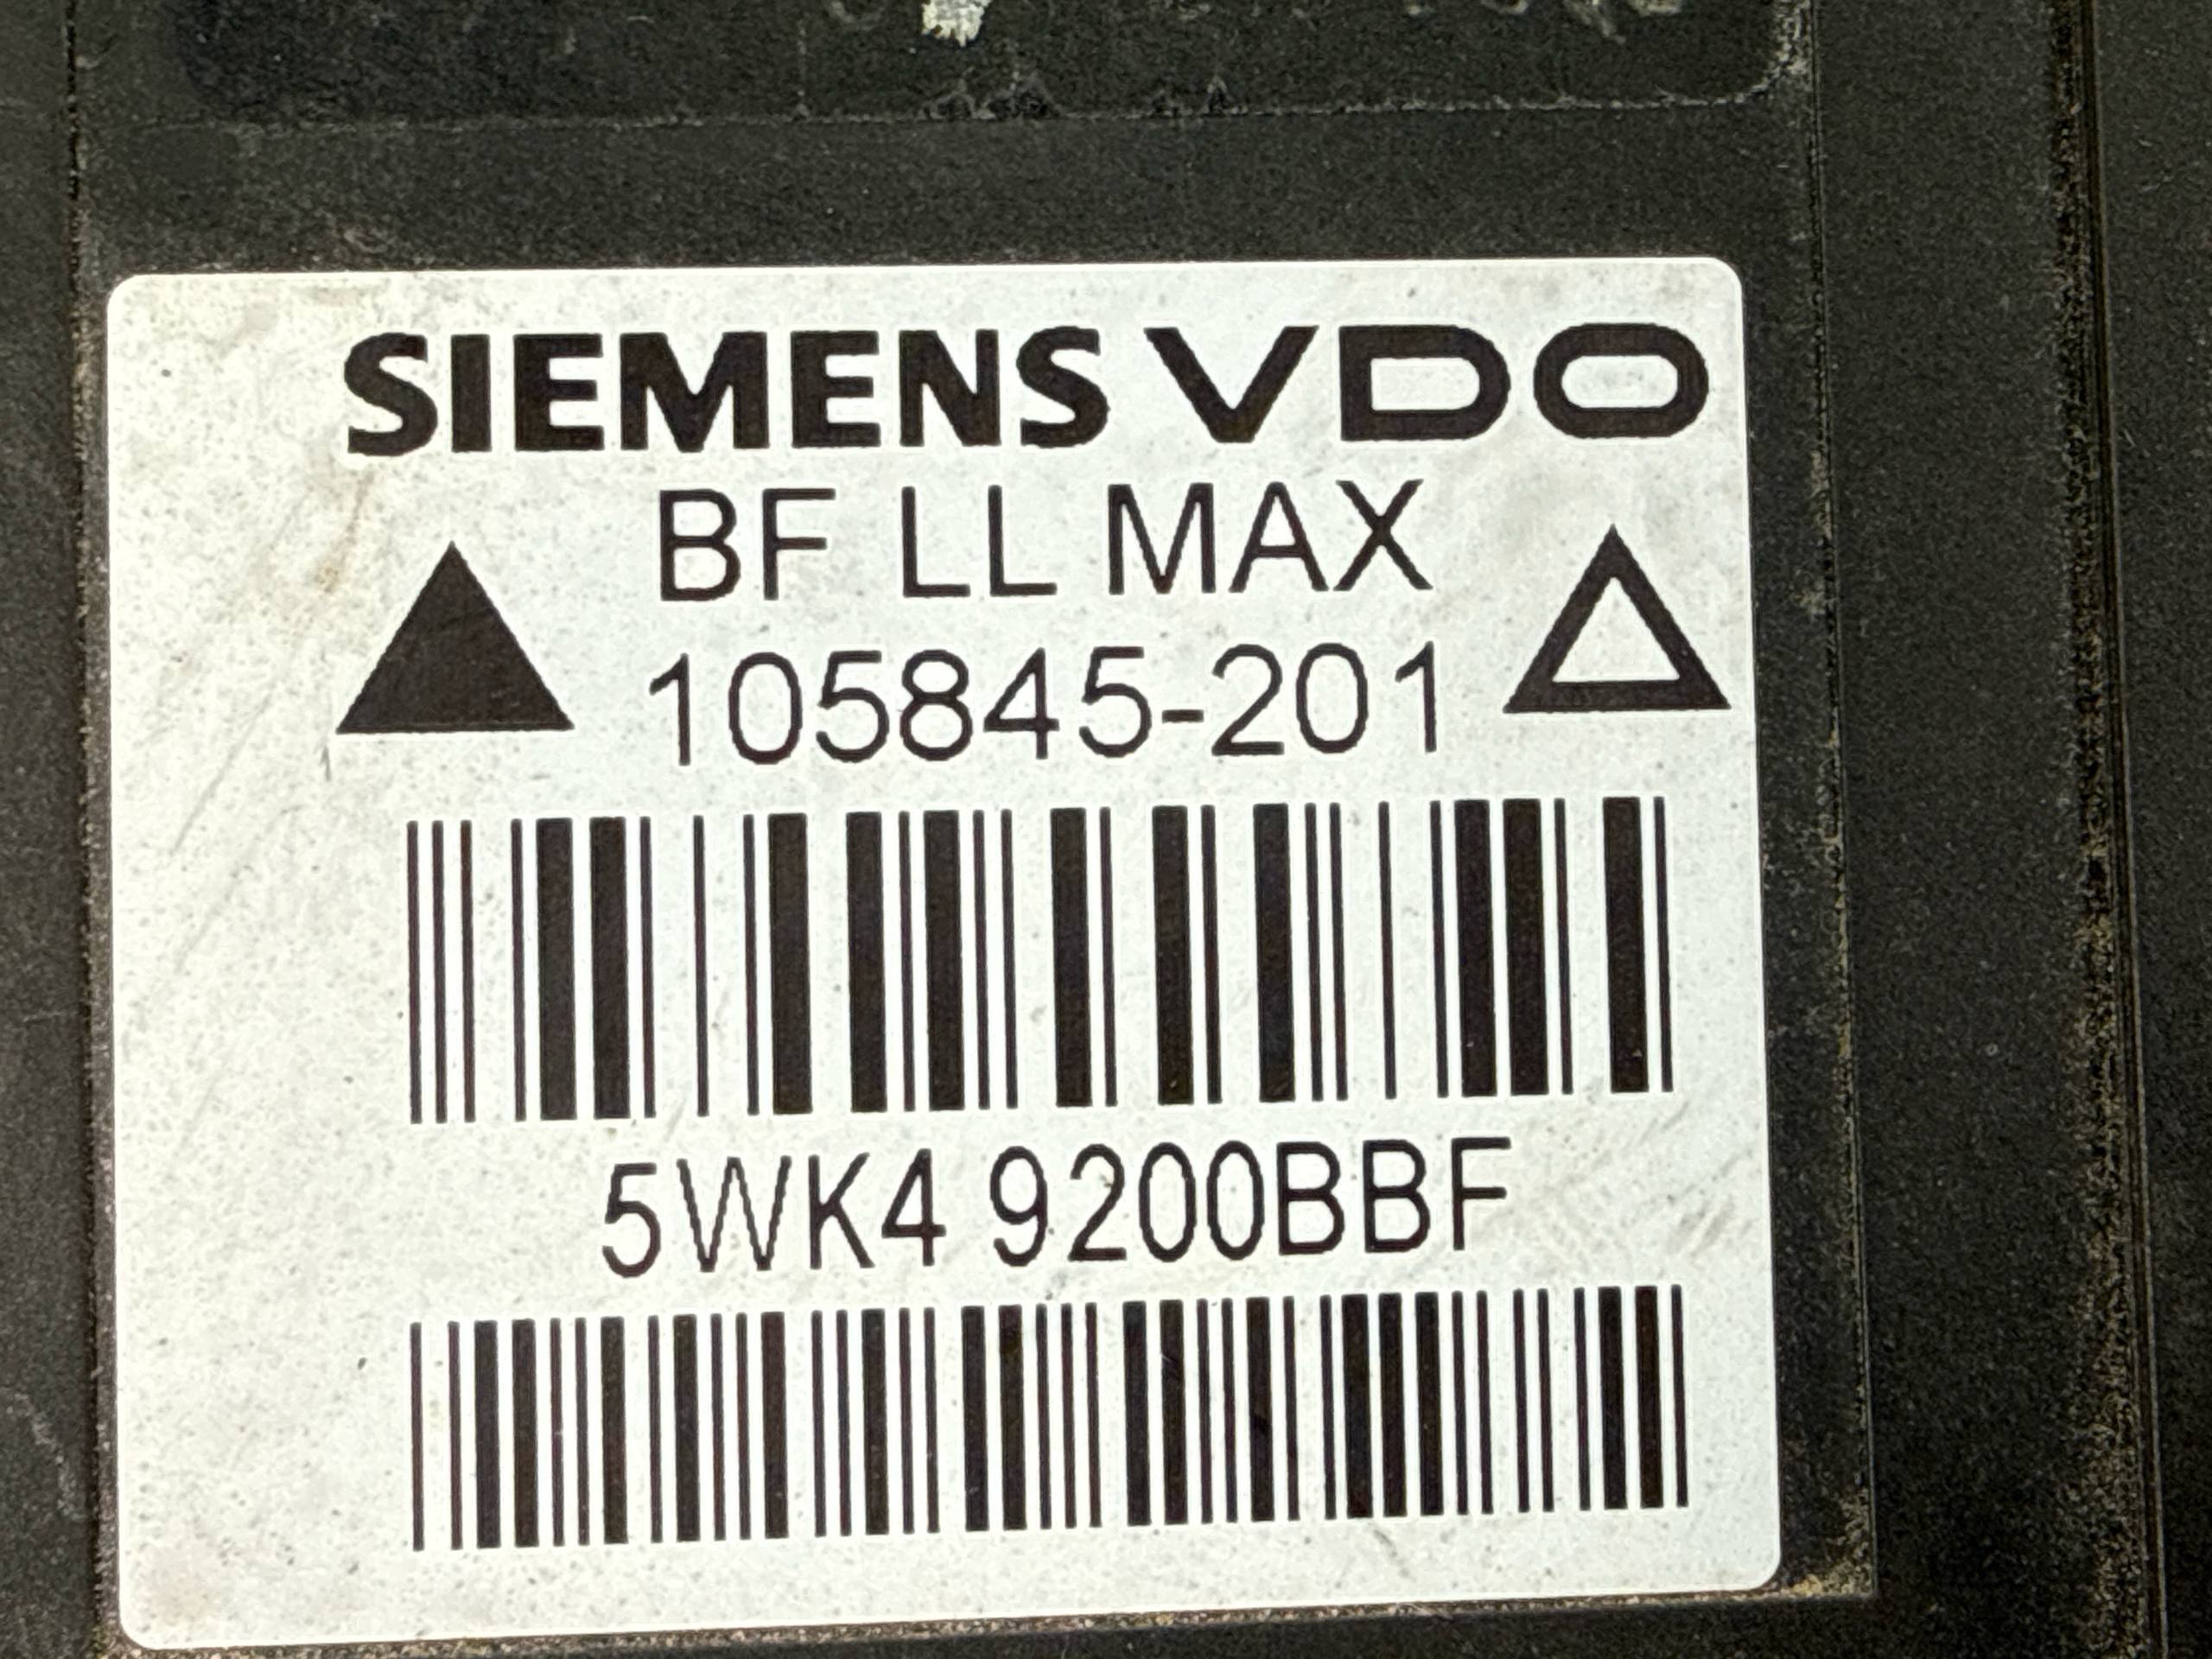 SIEMENS VDO
BF LL MAX
105845-201
5WK4 9200BBF